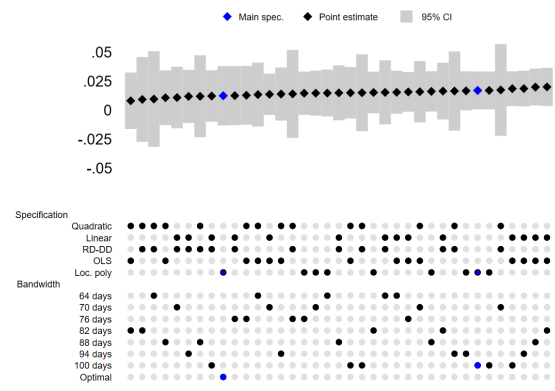 Main spec. Point estimate 95% CI
.05
.025
0
-.025
-.05
Specification
Quadratic
Linear
RD-DD
OLS
Loc. poly
Bandwidth
64 days
70 days
76 days
82 days
88 days
94 days
100 days
Optimal